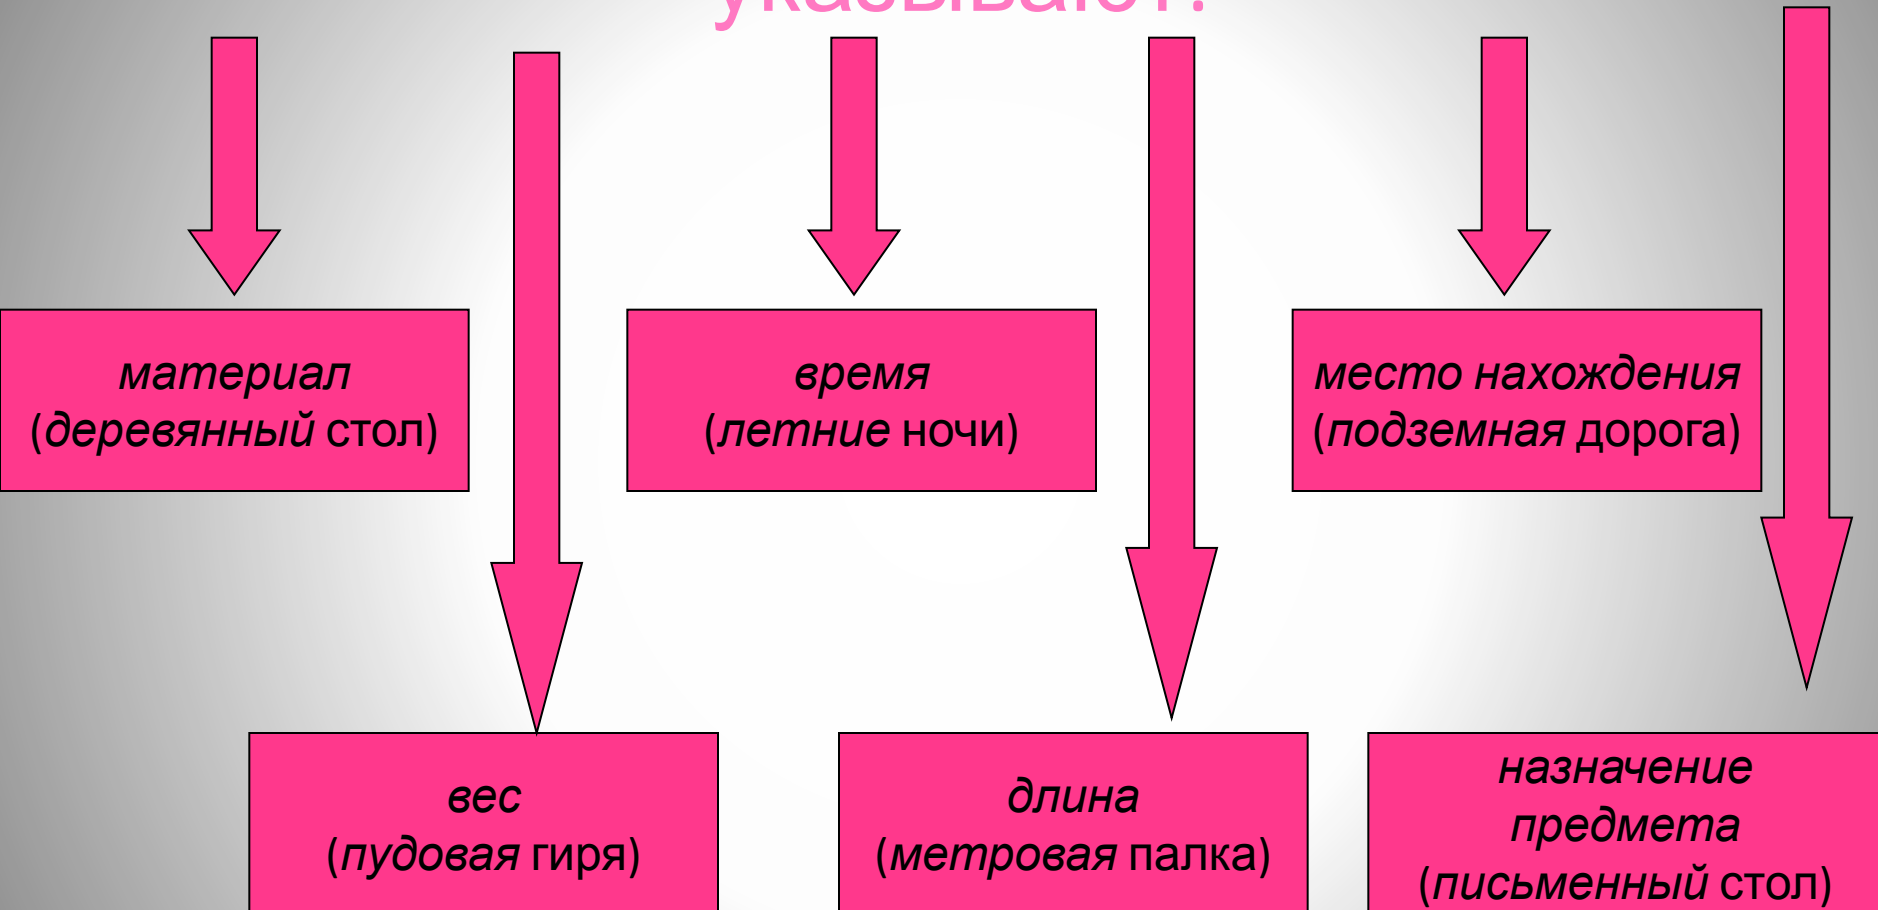 указывают:
материал
(деревянный стол)
время
(летние ночи)
место нахождения
(подземная дорога)
вес
(пудовая гиря)
длина
(метровая палка)
назначение
предмета
(письменный стол)